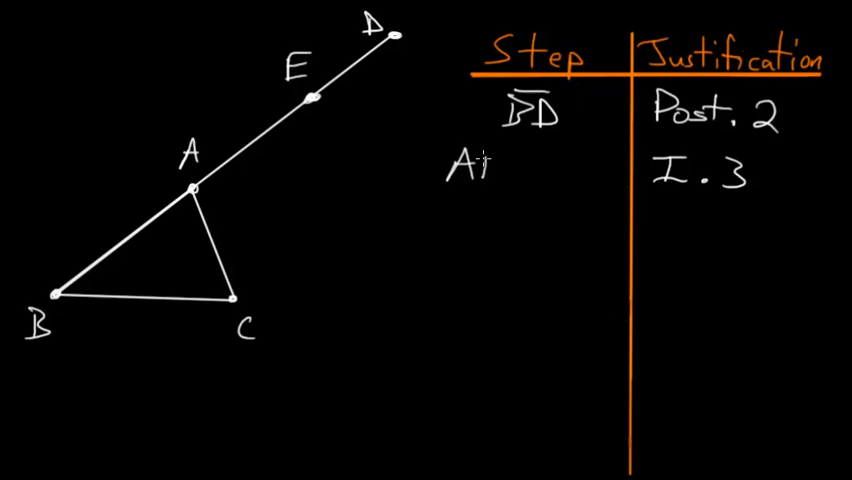 D
E
Step Justification
BD Post. 2
A
A I. 3
B
C